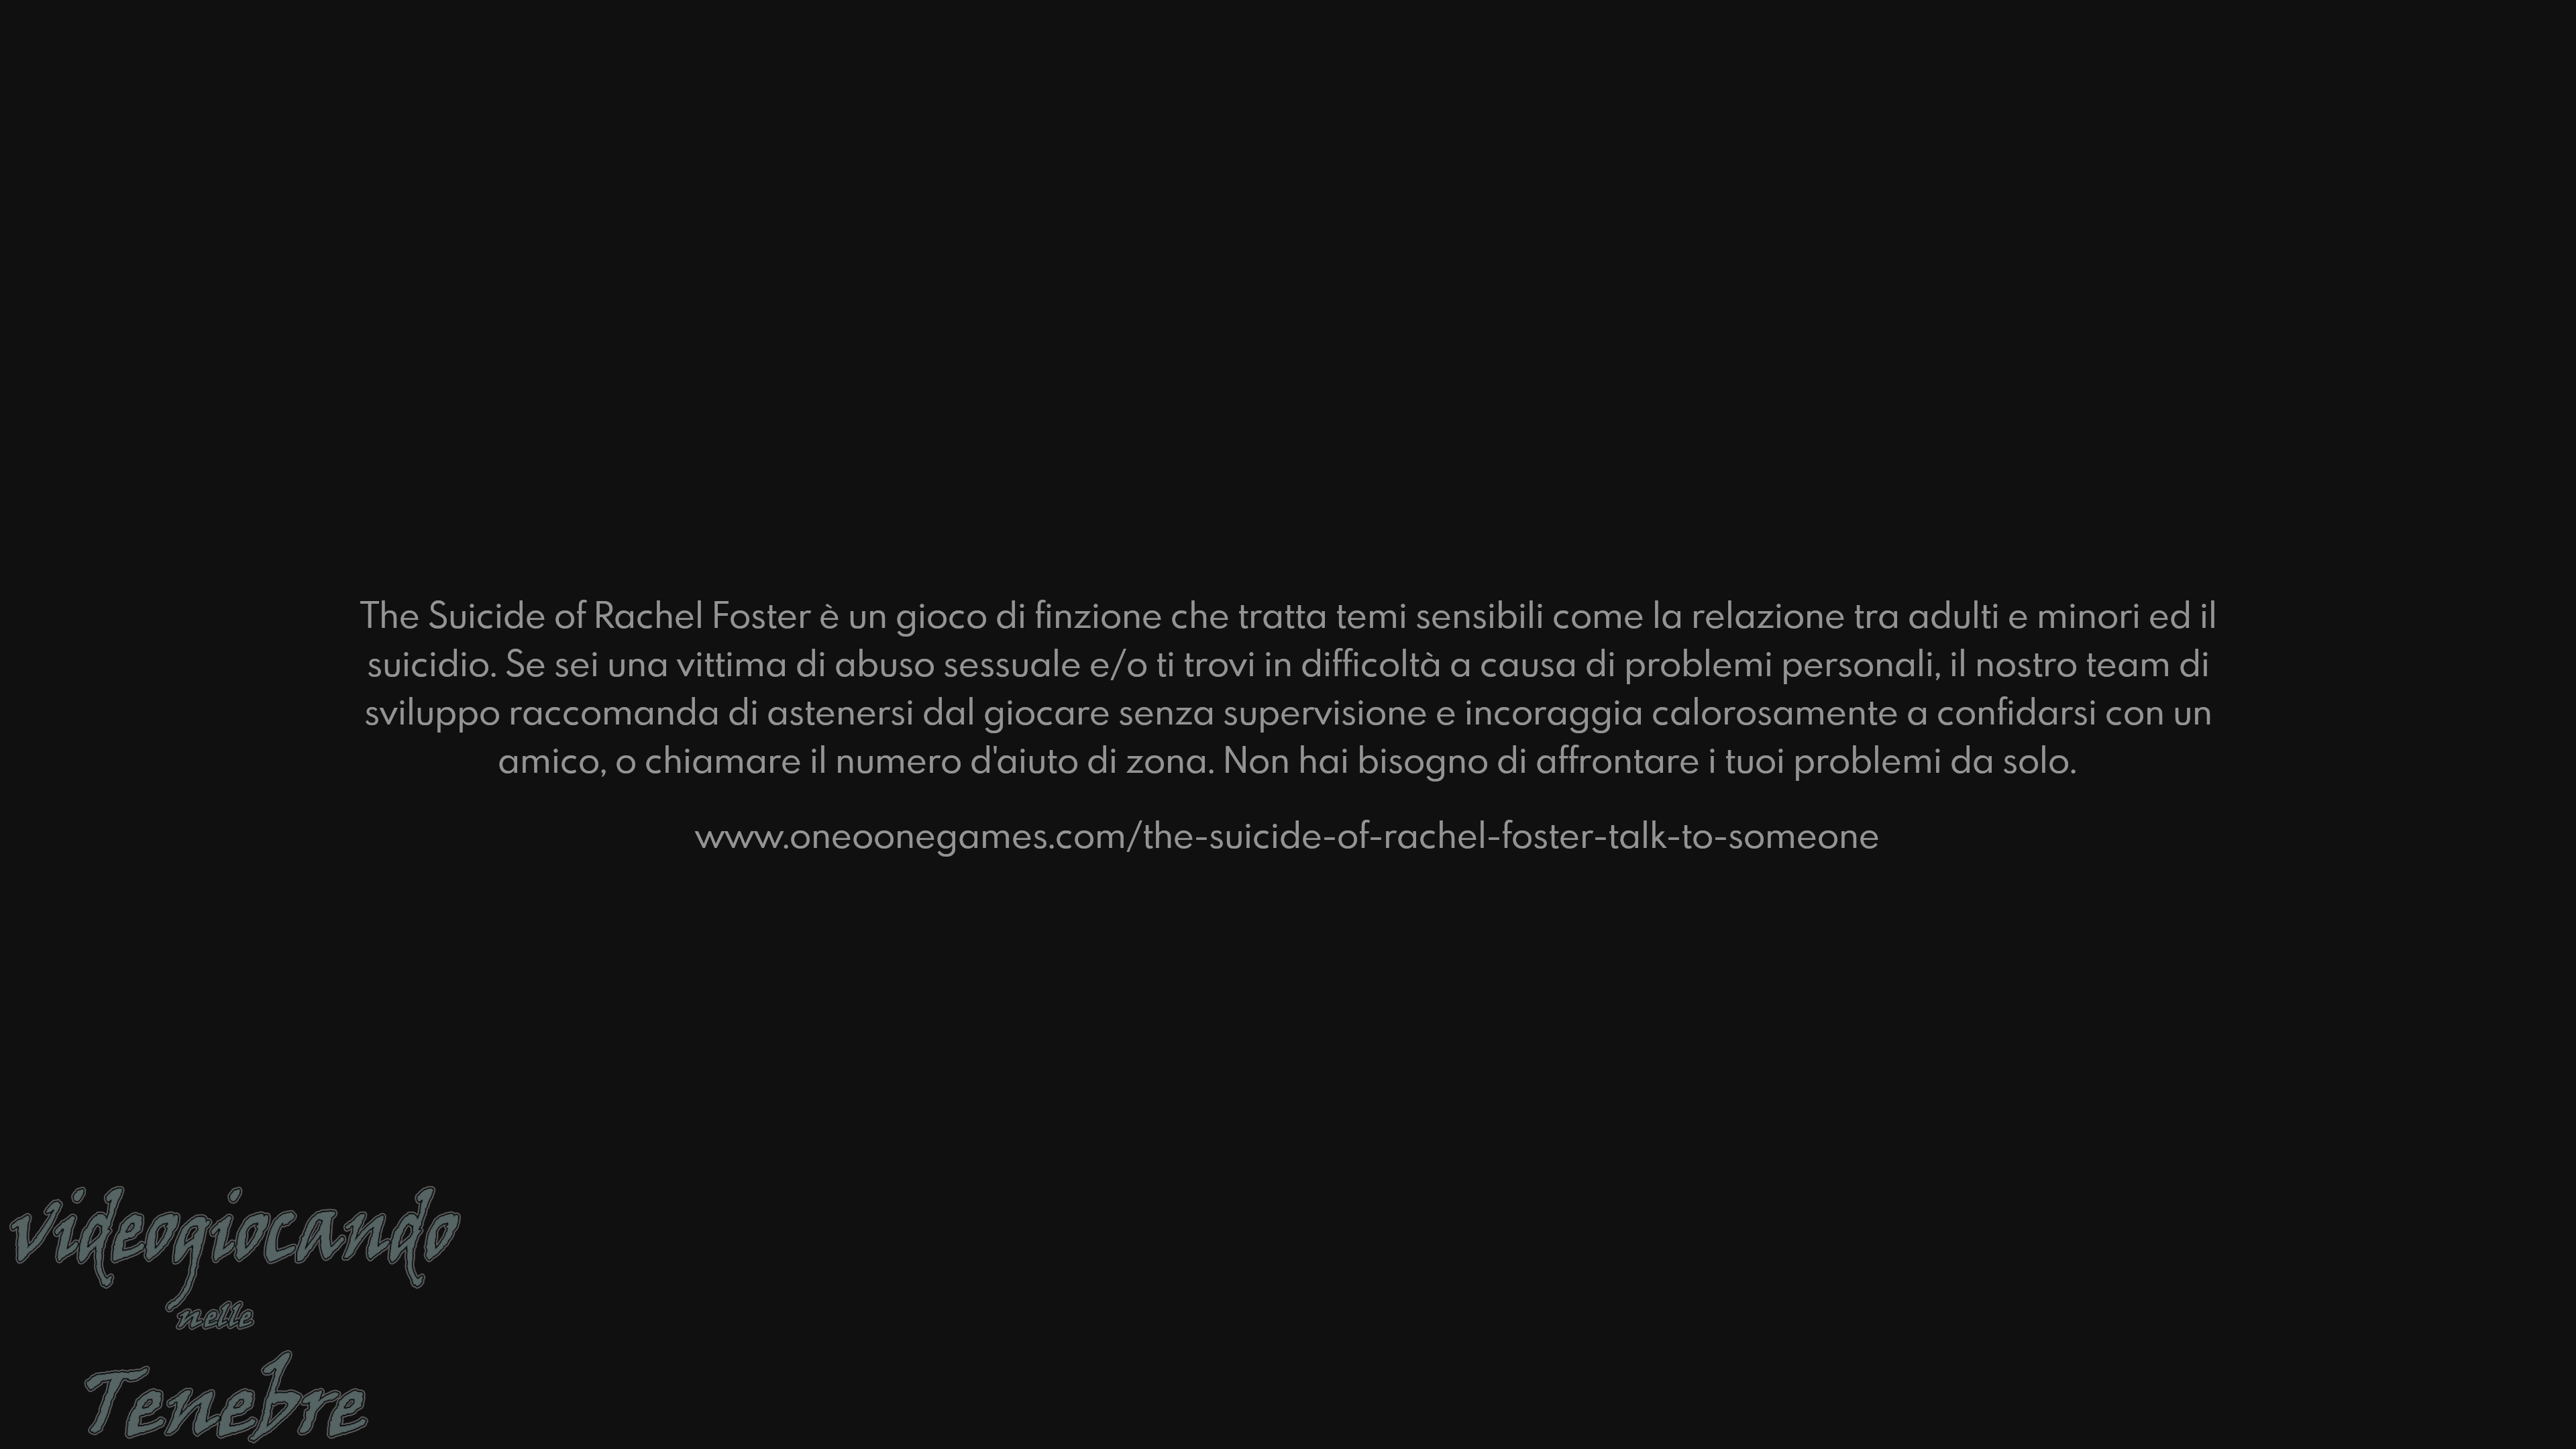 The Suicide of Rachel Foster è un gioco di finzione che tratta temi sensibili come la relazione tra adulti e minori ed il
suicidio. Se sei una vittima di abuso sessuale e/o ti trovi in difficoltà a causa di problemi personali, il nostro team di
sviluppo raccomanda di astenersi dal giocare senza supervisione e incoraggia calorosamente a confidarsi con un
amico, o chiamare il numero d'aiuto di zona. Non hai bisogno di affrontare i tuoi problemi da solo.
www.oneoonegames.com/the-suicide-of-rachel-foster-talk-to-someone
videogiocando
nelle
Tenebre